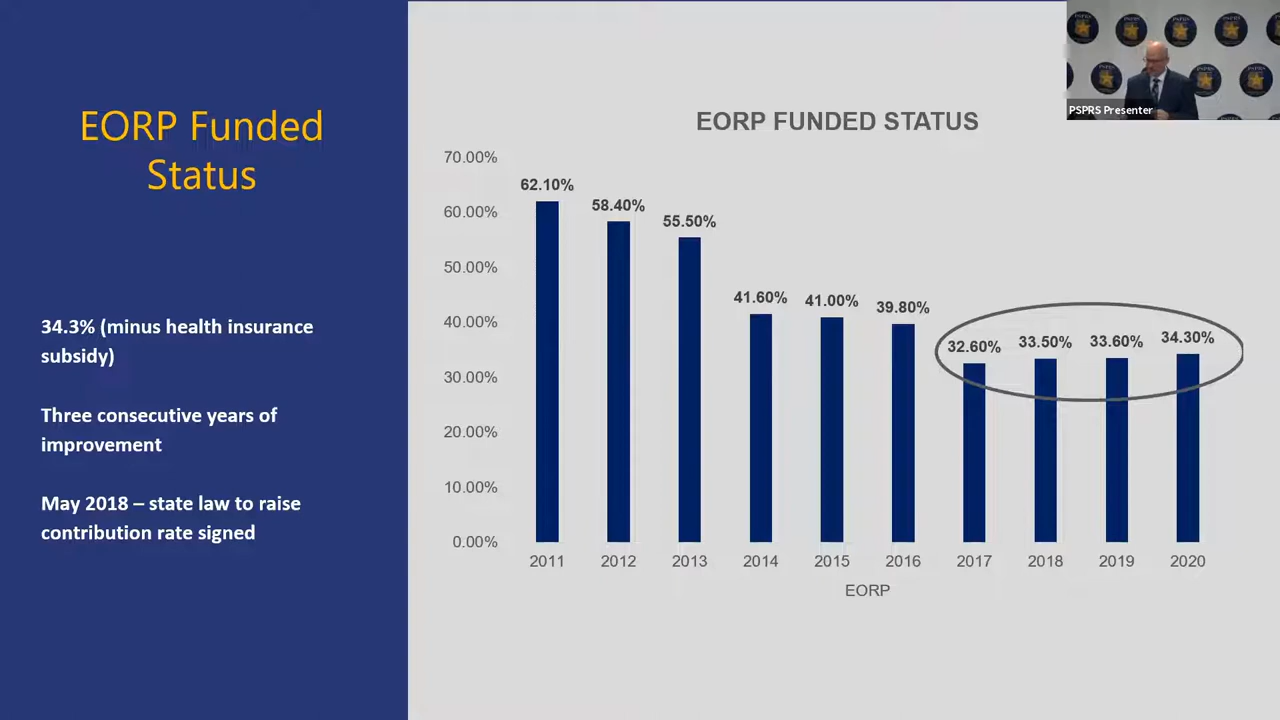 EORP Funded
Status
34.3% (minus health insurance
subsidy)
Three consecutive years of
improvement
May 2018 – state law to raise
contribution rate signed
PSPRS Presenter
EORP FUNDED STATUS
70.00%
60.00%
50.00%
40.00%
30.00%
20.00%
10.00%
0.00%
62.10%
58.40%
55.50%
41.60%
41.00%
39.80%
32.60%
33.50%
33.60%
34.30%
2011 2012 2013 2014 2015 2016 2017 2018 2019 2020
EORP